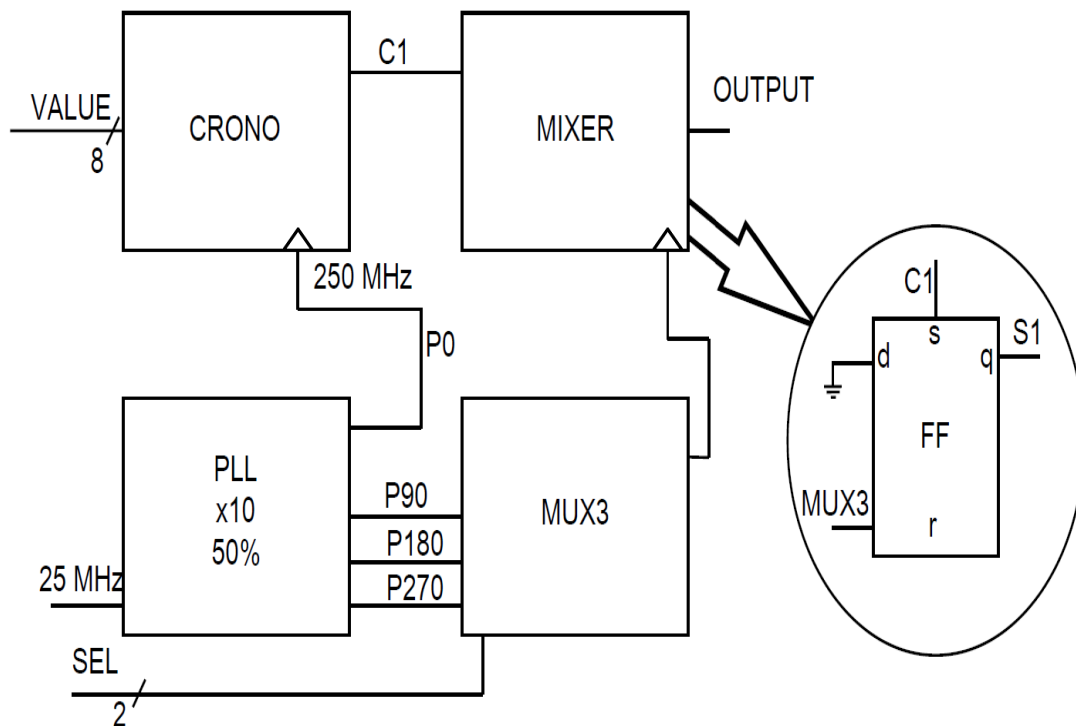 C1
VALUE
8
CRONO
MIXER
OUTPUT
250 MHz
P0
C1
s
d
q
S1
FF
MUX3
r
PLL
x10
50%
P90
P180
P270
MUX3
25 MHz
SEL
2